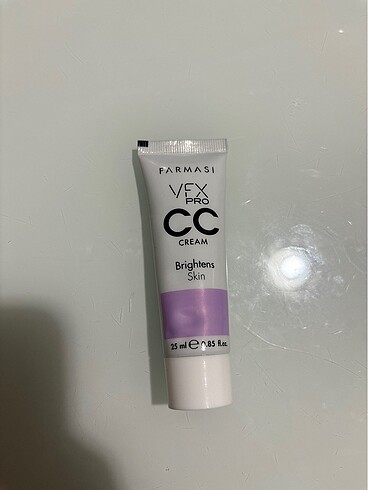 FARMASI
VFX
PRO
CC
CREAM
Brightens
Skin
25 ml ℮ 0.85 fl.oz.